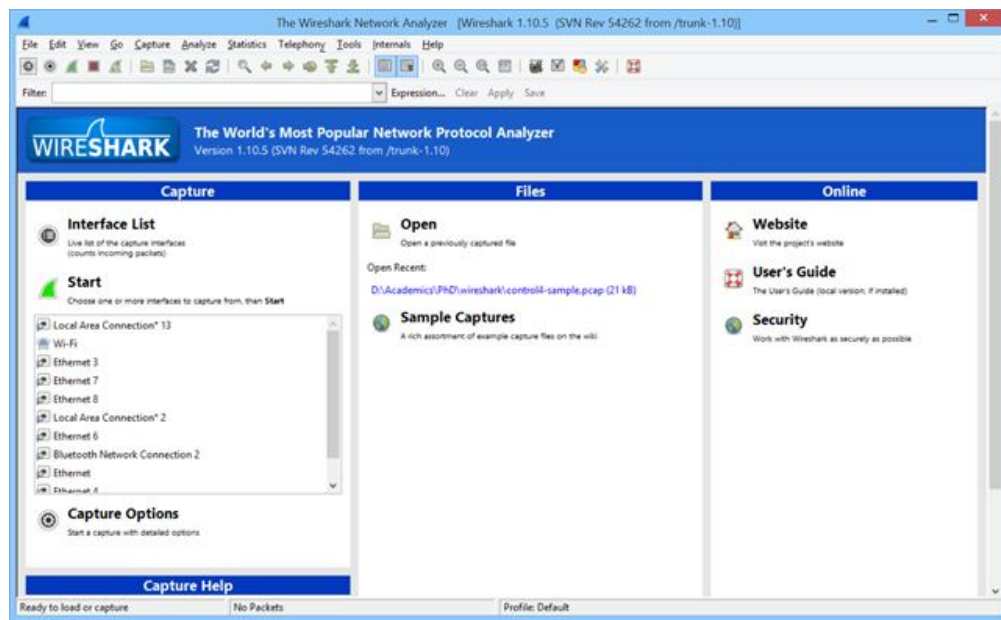 The Wireshark Network Analyzer [Wireshark 1.10.5 (SVN Rev 54262 from /trunk-1.10)]
File Edit View Go Capture Analyze Statistics Telephony Tools Internals Help
Filter: Expression... Clear Apply Save
WIRESHARK
The World's Most Popular Network Protocol Analyzer
Version 1.10.5 (SVN Rev 54262 from /trunk-1.10)
Capture
Interface List
Live list of the capture interfaces
(counts incoming packets)
Start
Choose one or more interfaces to capture from, then Start
Local Area Connection* 13
Wi-Fi
Ethernet 3
Ethernet 7
Ethernet 8
Local Area Connection* 2
Ethernet 6
Bluetooth Network Connection 2
Ethernet
Ethernet 4
Capture Options
Start a capture with detailed options
Capture Help
Files
Open
Open a previously captured file
Open Recent:
D:\Academics\PhD\wireshark\control4-sample.pcap (21 kB)
Sample Captures
A rich assortment of example capture files on the wiki
Online
Website
Visit the project's website
User's Guide
The User's Guide (local version, if installed)
Security
Work with Wireshark as securely as possible
Ready to load or capture No Packets Profile: Default